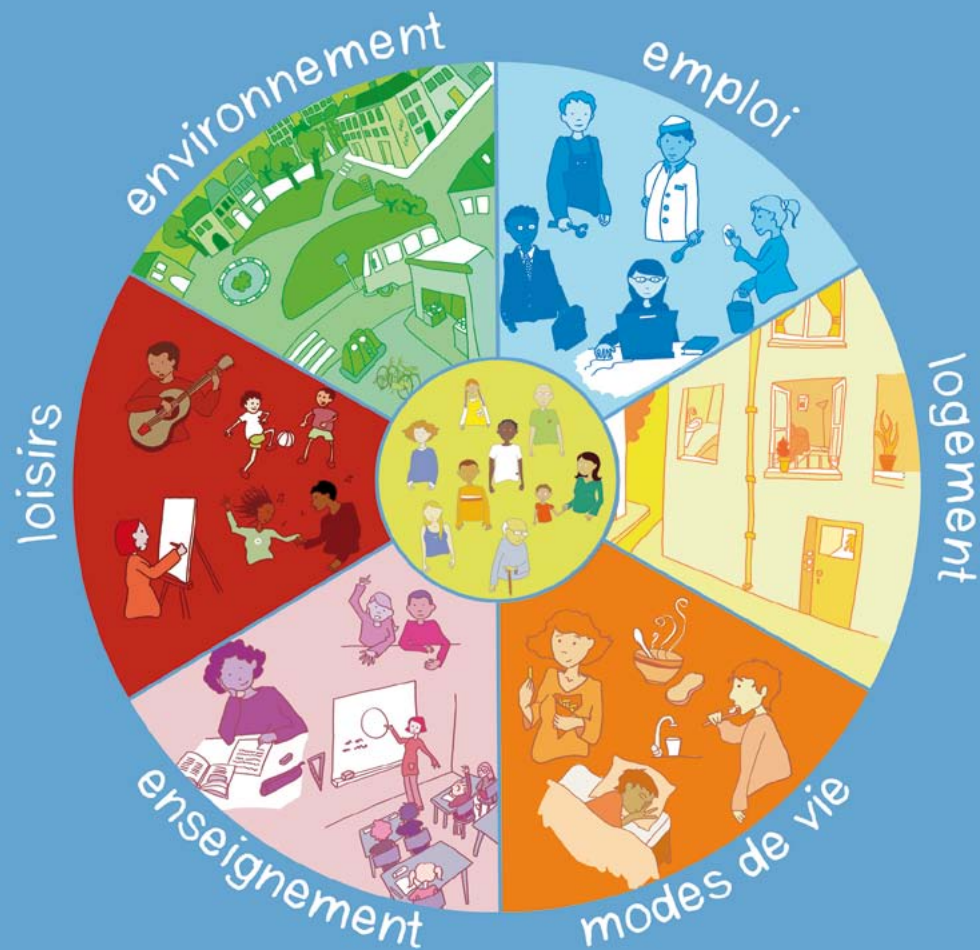 environnement
emploi
logement
modes de vie
enseignement
loisirs